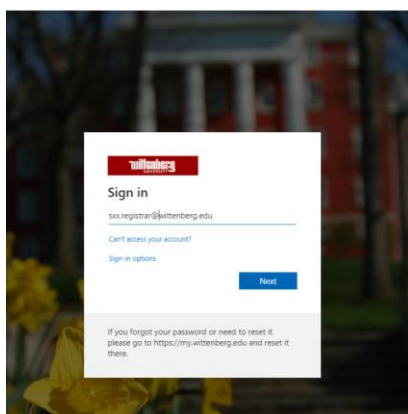 Wittenberg
UNIVERSITY
Sign in
sxx.registrar@wittenberg.edu
Can't access your account?
Sign-in options
Next
If you forgot your password or need to reset it
please go to https://my.wittenberg.edu and reset it
there.